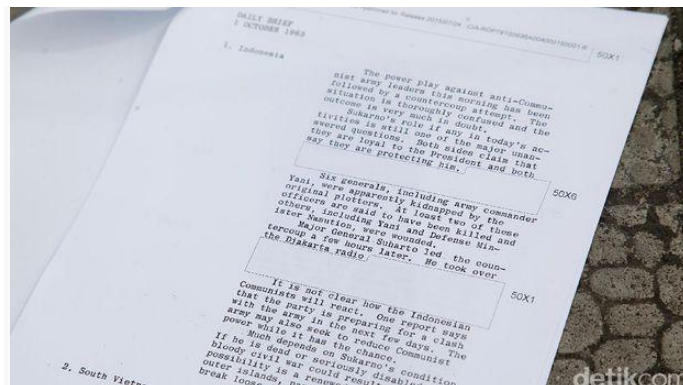 DAILY BRIEF
1 OCTOBER 1965
50X1
1. Indonesia
The power play against anti-Commu-
nist army leaders this morning has been
followed by a countercoup attempt. The
situation is thoroughly confused and the
outcome is very much in doubt.
Sukarno's role if any in today's ac-
tivities is still one of the major unan-
swered questions. Both sides claim that
they are loyal to the President and both
say they are protecting him.
50X6
Six generals, including army commander
Yani, were apparently kidnapped by the
original plotters. At least two of these
officers are said to have been killed and
others, including Yani and Defense Min-
ister Nasution, were wounded.
Major General Suharto led the coun-
tercoup a few hours later. He took over
the Djakarta radio
50X1
It is not clear how the Indonesian
Communists will react. One report says
that the party is preparing for a clash
with the army in the next few days. The
army may also seek to reduce Communist
power while it has the chance.
Much depends on Sukarno's condition
If he is dead or seriously disabled
bloody civil war could result
possibility is a renewe
outer islands,
break loose
2. South Vietn
detikcom